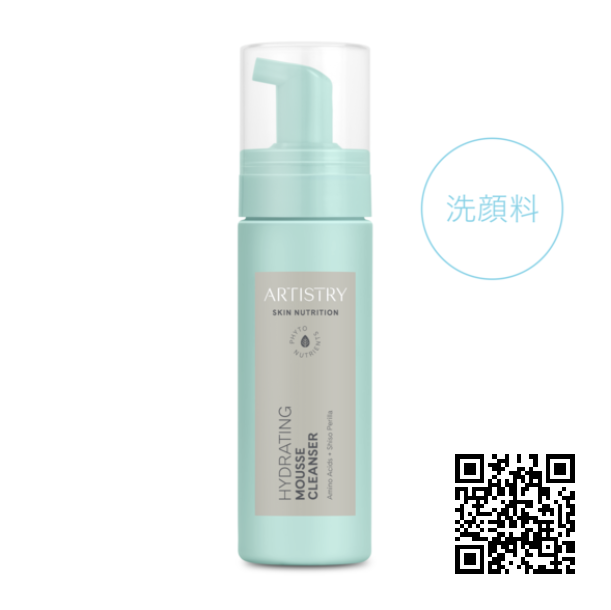 ARTISTRY
SKIN NUTRITION
PHYTO
NUTRIENTS
HYDRATING
MOUSSE
CLEANSER
Amino Acids + Shiso Perilla
洗顔料